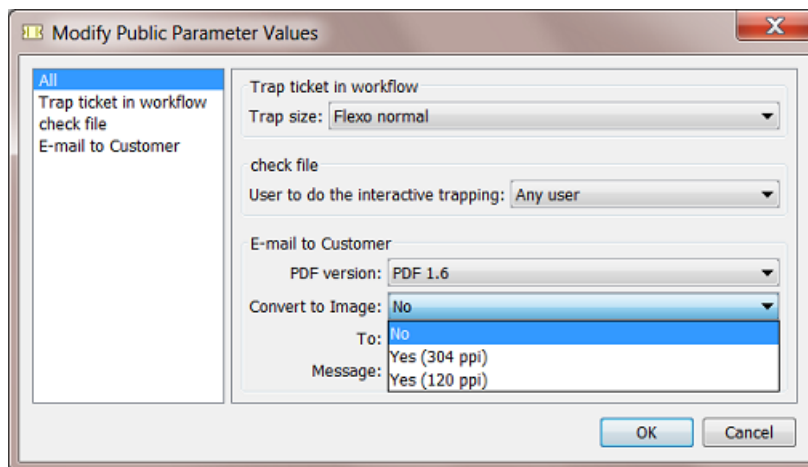 Modify Public Parameter Values
All
Trap ticket in workflow
check file
E-mail to Customer
Trap ticket in workflow
Trap size: Flexo normal
check file
User to do the interactive trapping: Any user
E-mail to Customer
PDF version: PDF 1.6
Convert to Image: No
To: No
Yes (304 ppi)
Message: Yes (120 ppi)
OK Cancel